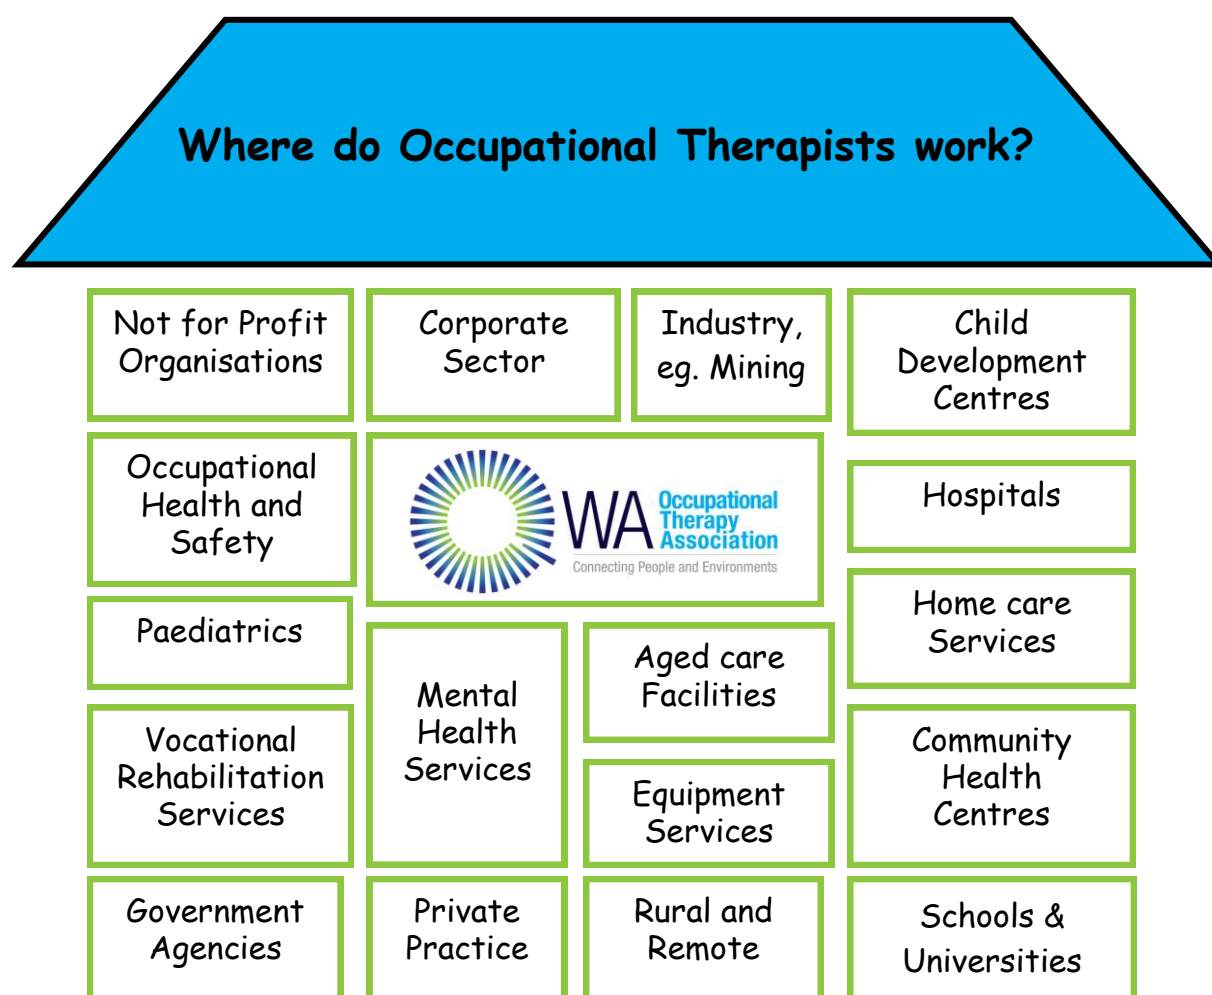 Where do Occupational Therapists work?
Not for Profit
Organisations
Corporate
Sector
Industry,
eg. Mining
Child
Development
Centres
Occupational
Health and
Safety
WA
Occupational
Therapy
Association
Connecting People and Environments
Hospitals
Paediatrics
Mental
Health
Services
Aged care
Facilities
Home care
Services
Vocational
Rehabilitation
Services
Equipment
Services
Community
Health
Centres
Government
Agencies
Private
Practice
Rural and
Remote
Schools &
Universities